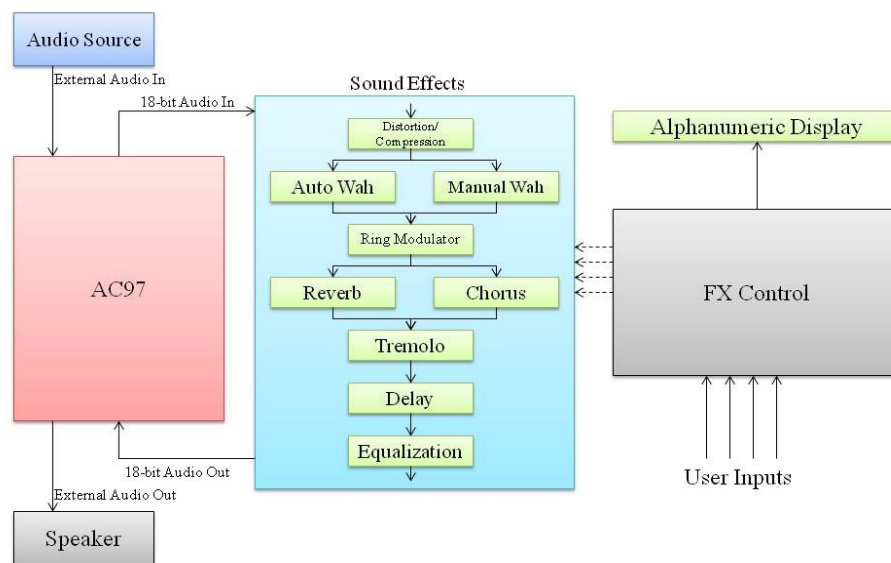 Audio Source
External Audio In
18-bit Audio In
Sound Effects
Distortion/
Compression
Auto Wah
Manual Wah
Ring Modulator
Reverb
Chorus
Tremolo
Delay
Equalization
AC97
18-bit Audio Out
External Audio Out
Speaker
Alphanumeric Display
FX Control
User Inputs